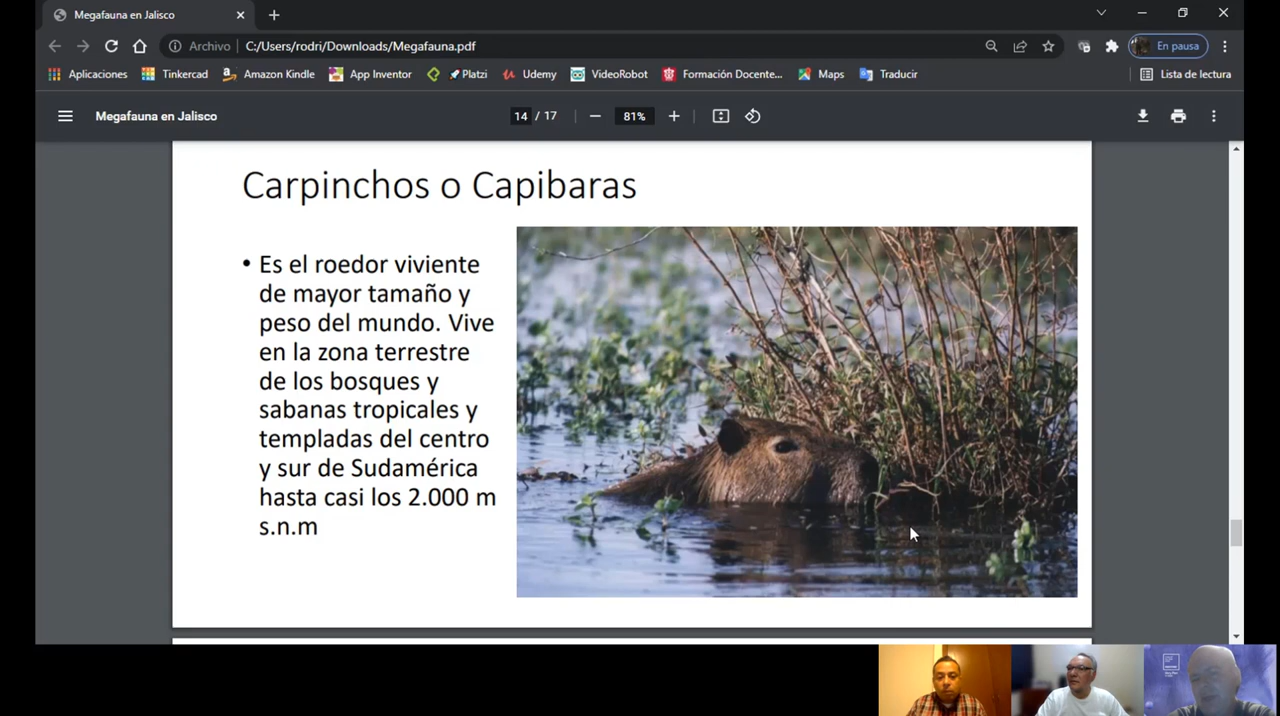 Megafauna en Jalisco
Archivo C:/Users/rodri/Downloads/Megafauna.pdf En pausa
Aplicaciones Tinkercad Amazon Kindle App Inventor Platzi Udemy VideoRobot Formación Docente... Maps Traducir Lista de lectura
Megafauna en Jalisco 14 / 17 81%
Carpinchos o Capibaras
• Es el roedor viviente
de mayor tamaño y
peso del mundo. Vive
en la zona terrestre
de los bosques y
sabanas tropicales y
templadas del centro
y sur de Sudamérica
hasta casi los 2.000 m
s.n.m